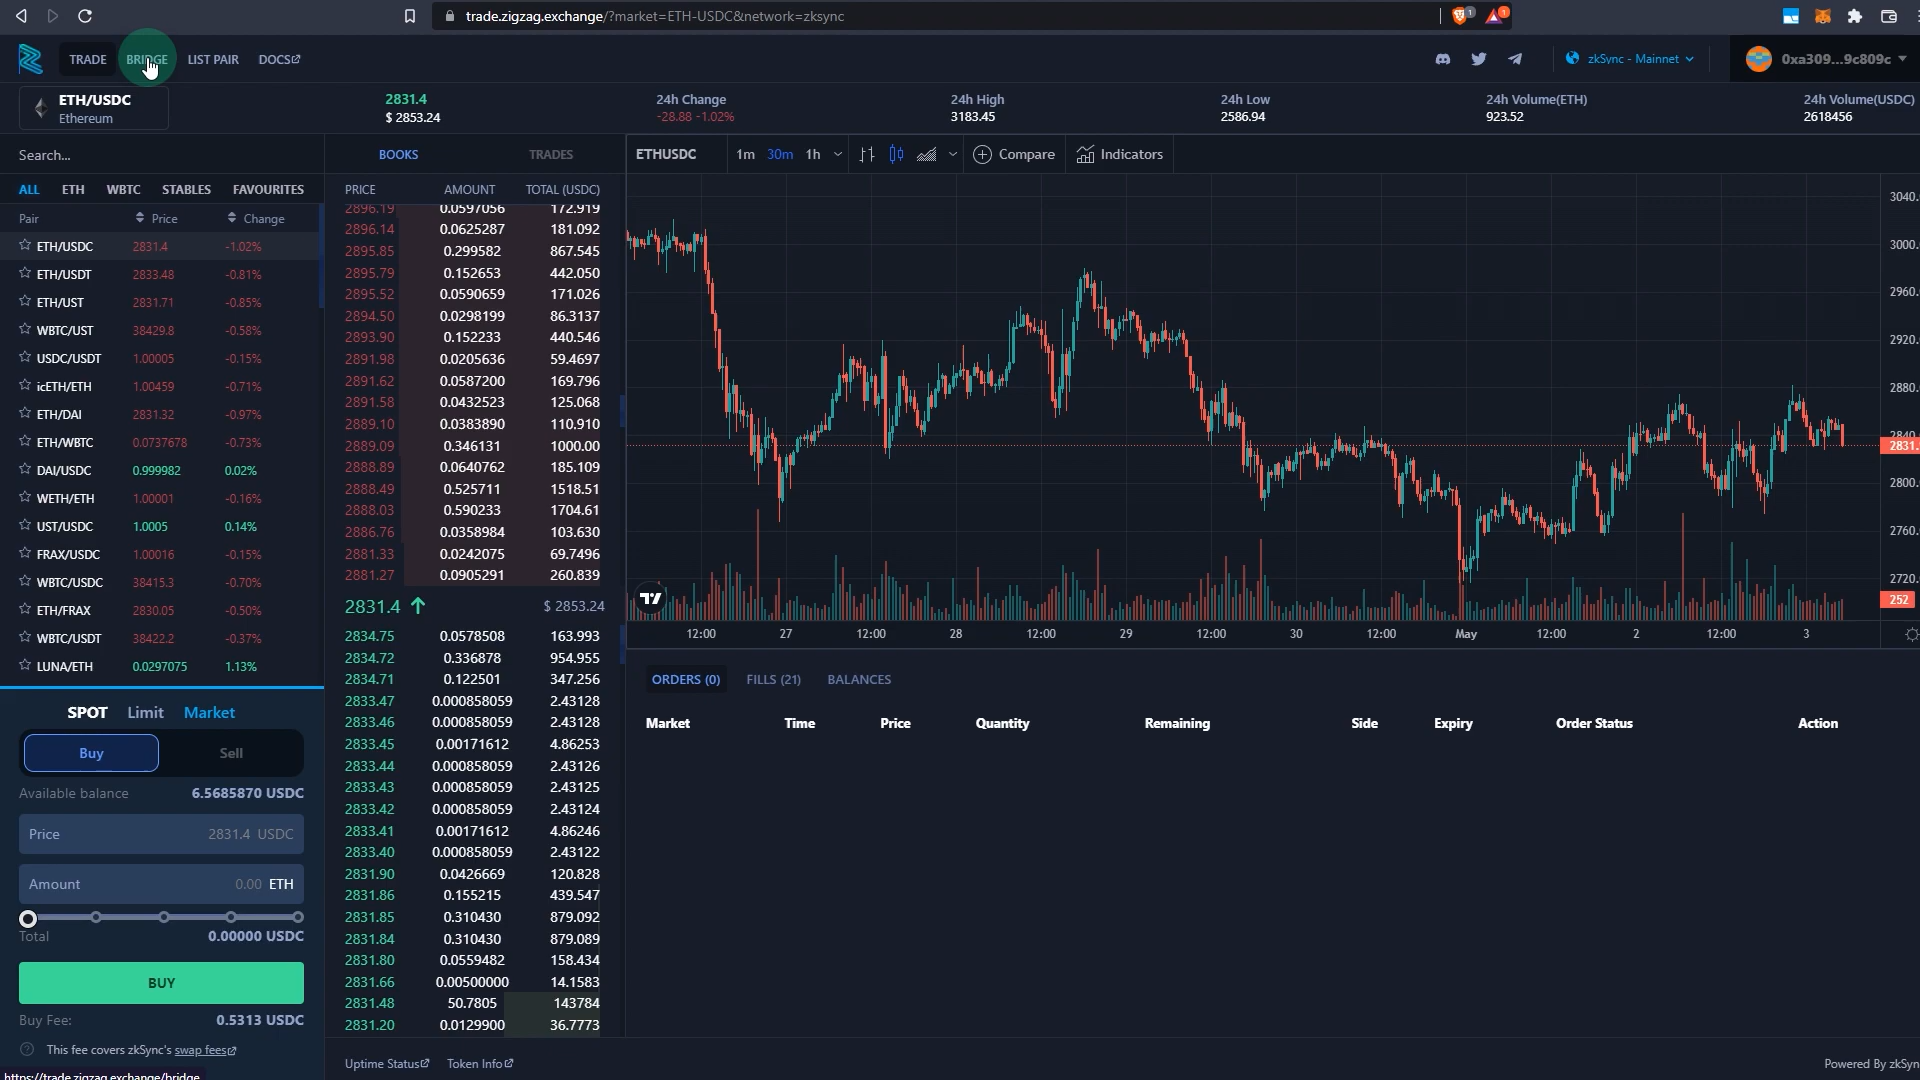 trade.zigzag.exchange/?market=ETH-USDC&network=zksync
1
1
TRADE
BRIDGE
LIST PAIR
DOCS
zkSync - Mainnet
0xa309...9c809c
ETH/USDC
Ethereum
2831.4
$ 2853.24
24h Change
-28.88 -1.02%
24h High
3183.45
24h Low
2586.94
24h Volume(ETH)
923.52
24h Volume(USDC)
2618456
Search...
ALL ETH WBTC STABLES FAVOURITES
Pair Price Change
ETH/USDC 2831.4 -1.02%
ETH/USDT 2833.48 -0.81%
ETH/UST 2831.71 -0.85%
WBTC/UST 38429.8 -0.58%
USDC/USDT 1.00005 -0.15%
icETH/ETH 1.00459 -0.71%
ETH/DAI 2831.32 -0.97%
ETH/WBTC 0.0737678 -0.73%
DAI/USDC 0.999982 0.02%
WETH/ETH 1.00001 -0.16%
UST/USDC 1.0005 0.14%
FRAX/USDC 1.00016 -0.15%
WBTC/USDC 38415.3 -0.70%
ETH/FRAX 2830.05 -0.50%
WBTC/USDT 38422.2 -0.37%
LUNA/ETH 0.0297075 1.13%
SPOT Limit Market
Buy Sell
Available balance 6.5685870 USDC
Price 2831.4 USDC
Amount 0.00 ETH
Total 0.00000 USDC
BUY
Buy Fee: 0.5313 USDC
This fee covers zkSync's swap fees
https://trade.zigzag.exchange/bridge
BOOKS TRADES
PRICE AMOUNT TOTAL (USDC)
2896.19 0.0597056 172.919
2896.14 0.0625287 181.092
2895.85 0.299582 867.545
2895.79 0.152653 442.050
2895.52 0.0590659 171.026
2894.50 0.0298199 86.3137
2893.90 0.152233 440.546
2891.98 0.0205636 59.4697
2891.62 0.0587200 169.796
2891.58 0.0432523 125.068
2889.10 0.0383890 110.910
2889.09 0.346131 1000.00
2888.89 0.0640762 185.109
2888.49 0.525711 1518.51
2888.03 0.590233 1704.61
2886.76 0.0358984 103.630
2881.33 0.0242075 69.7496
2881.27 0.0905291 260.839
2831.4 $ 2853.24
2834.75 0.0578508 163.993
2834.72 0.336878 954.955
2834.71 0.122501 347.256
2833.47 0.000858059 2.43128
2833.46 0.000858059 2.43128
2833.45 0.00171612 4.86253
2833.44 0.000858059 2.43126
2833.43 0.000858059 2.43125
2833.42 0.000858059 2.43124
2833.41 0.00171612 4.86246
2833.40 0.000858059 2.43122
2831.90 0.0426669 120.828
2831.86 0.155215 439.547
2831.85 0.310430 879.092
2831.84 0.310430 879.089
2831.80 0.0559482 158.434
2831.66 0.00500000 14.1583
2831.48 50.7805 143784
2831.20 0.0129900 36.7773
Uptime Status Token Info
ETHUSDC 1m 30m 1h Compare Indicators
3040.
3000.
2960.
2920.
2880.
2840.
2831.
2800.
2760.
2720.
252
12:00 27 12:00 28 12:00 29 12:00 30 12:00 May 12:00 2 12:00 3
ORDERS (0) FILLS (21) BALANCES
Market Time Price Quantity Remaining Side Expiry Order Status Action
Powered By zkSyn